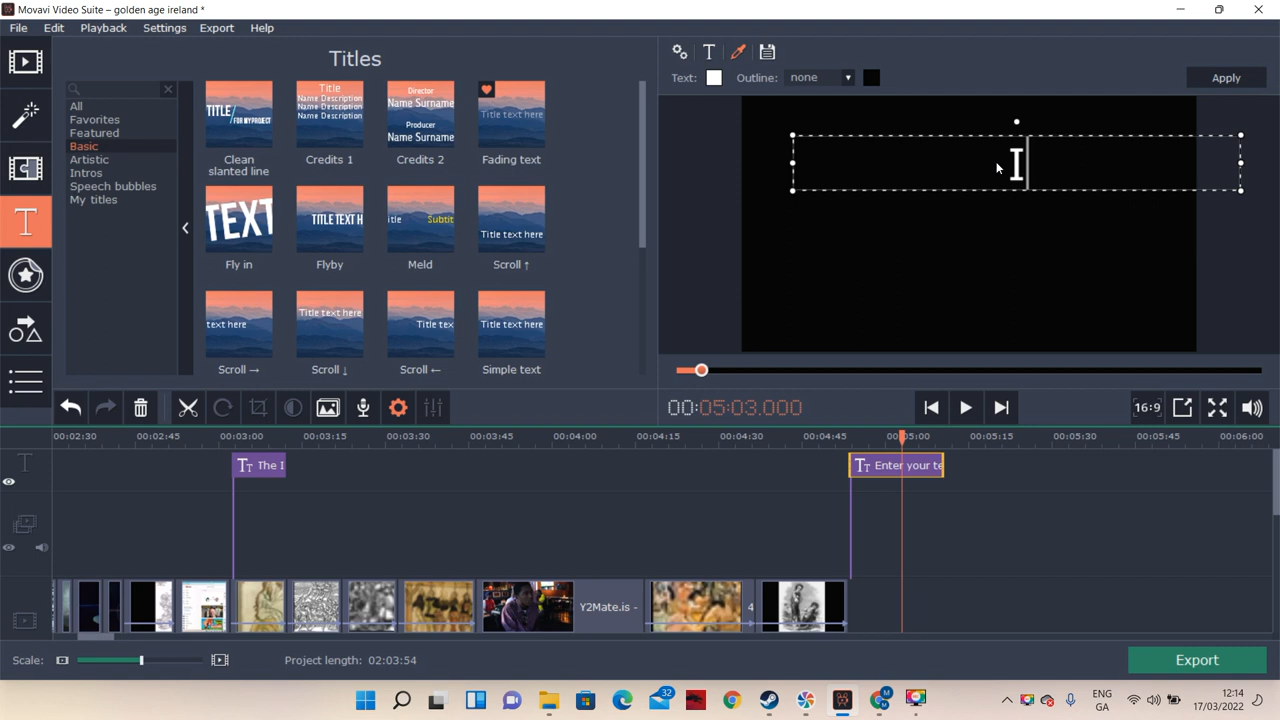 Movavi Video Suite – golden age ireland *
File Edit Playback Settings Export Help
Titles
All
Favorites
Featured
Basic
Artistic
Intros
Speech bubbles
My titles
TITLE/ FOR MY PROJECT
Title
Name Description
Name Description
Name Description
Director
Name Surname
Producer
Name Surname
Title text here
Clean slanted line
Credits 1
Credits 2
Fading text
TEXT
TITLE TEXT H
itle Subtit
Title text here
Fly in
Flyby
Meld
Scroll ↑
text here
Title text here
Title tex
Title text here
Scroll →
Scroll ↓
Scroll ←
Simple text
Text: Outline: none Apply
I
00:05:03.000
16:9
00:02:30 00:02:45 00:03:00 00:03:15 00:03:30 00:03:45 00:04:00 00:04:15 00:04:30 00:04:45 00:05:00 00:05:15 00:05:30 00:05:45 00:06:00
Tт The I
Tт Enter your te
Y2Mate.is -
4
Scale: Project length: 02:03:54 Export
32
ENG
GA
12:14
17/03/2022